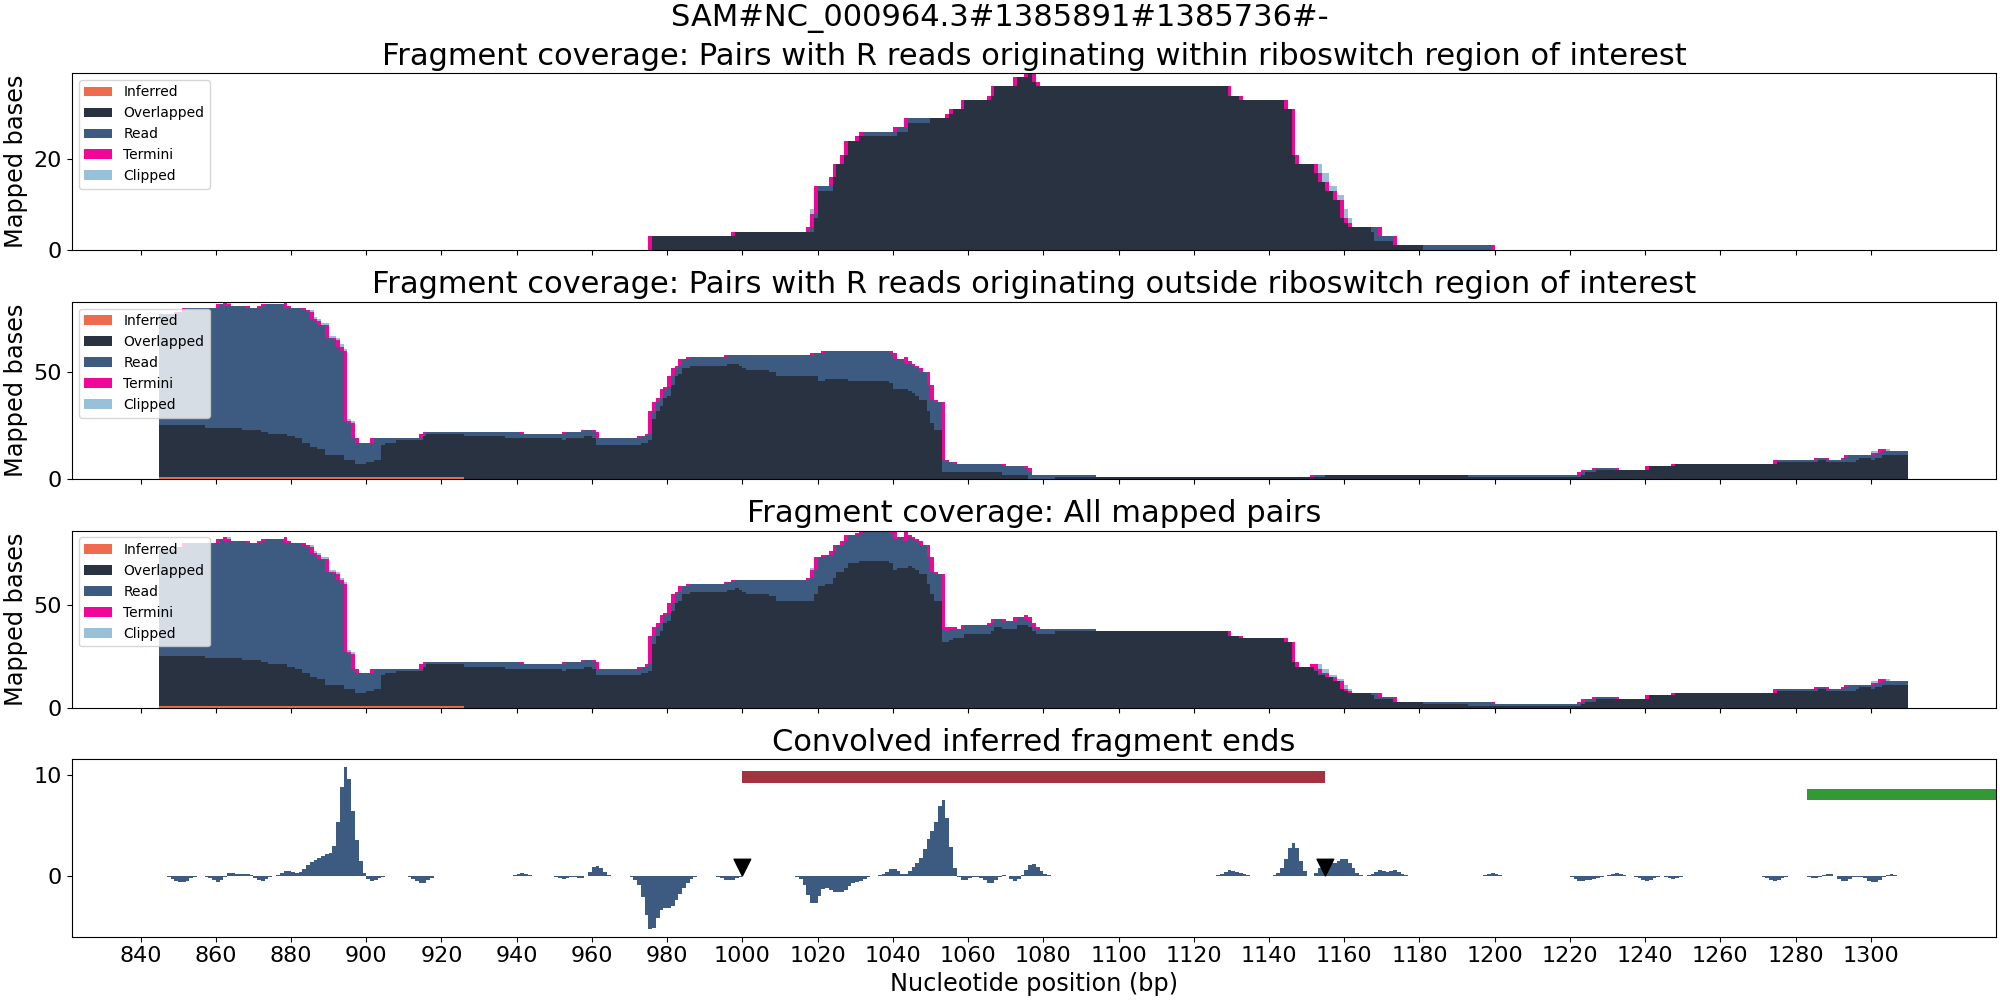 SAM#NC_000964.3#1385891#1385736#-
Fragment coverage: Pairs with R reads originating within riboswitch region of interest
Mapped bases
20
0
Inferred
Overlapped
Read
Termini
Clipped
Fragment coverage: Pairs with R reads originating outside riboswitch region of interest
Mapped bases
50
0
Inferred
Overlapped
Read
Termini
Clipped
Fragment coverage: All mapped pairs
Mapped bases
50
0
Inferred
Overlapped
Read
Termini
Clipped
Convolved inferred fragment ends
10
0
840 860 880 900 920 940 960 980 1000 1020 1040 1060 1080 1100 1120 1140 1160 1180 1200 1220 1240 1260 1280 1300
Nucleotide position (bp)